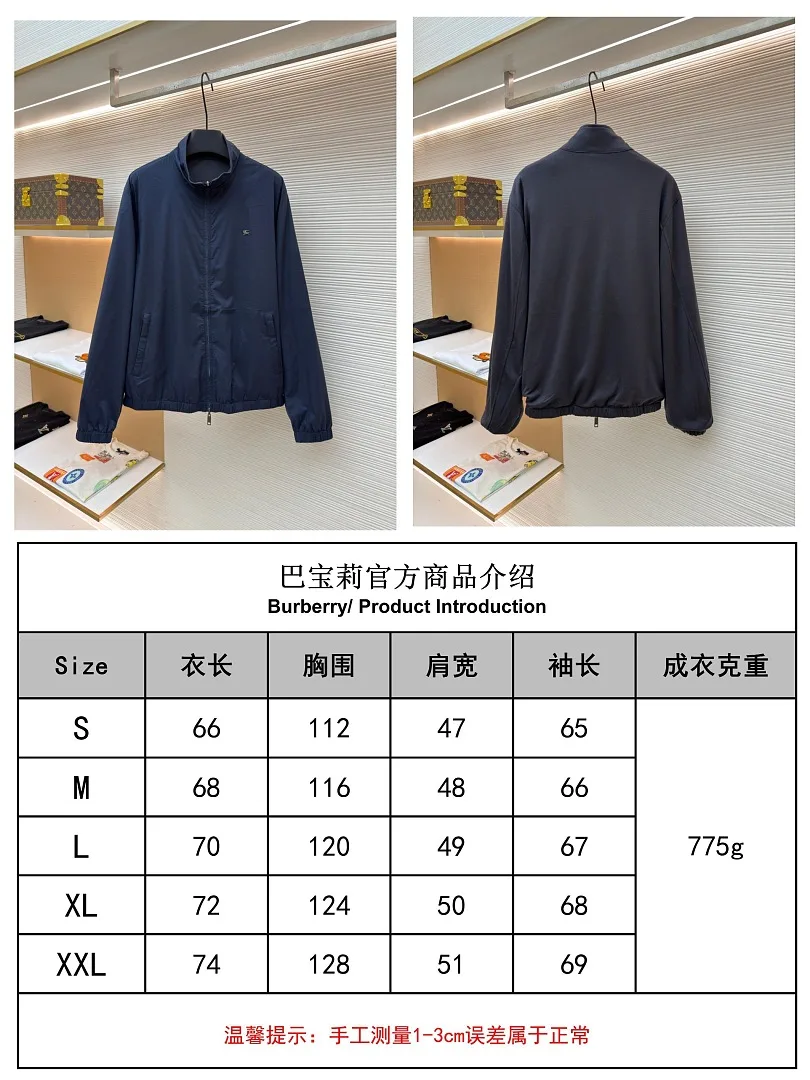 巴宝莉官方商品介绍
Burberry/ Product Introduction
Size 衣长 胸围 肩宽 袖长 成衣克重
S 66 112 47 65
M 68 116 48 66
L 70 120 49 67 775g
XL 72 124 50 68
XXL 74 128 51 69
温馨提示：手工测量1-3cm误差属于正常